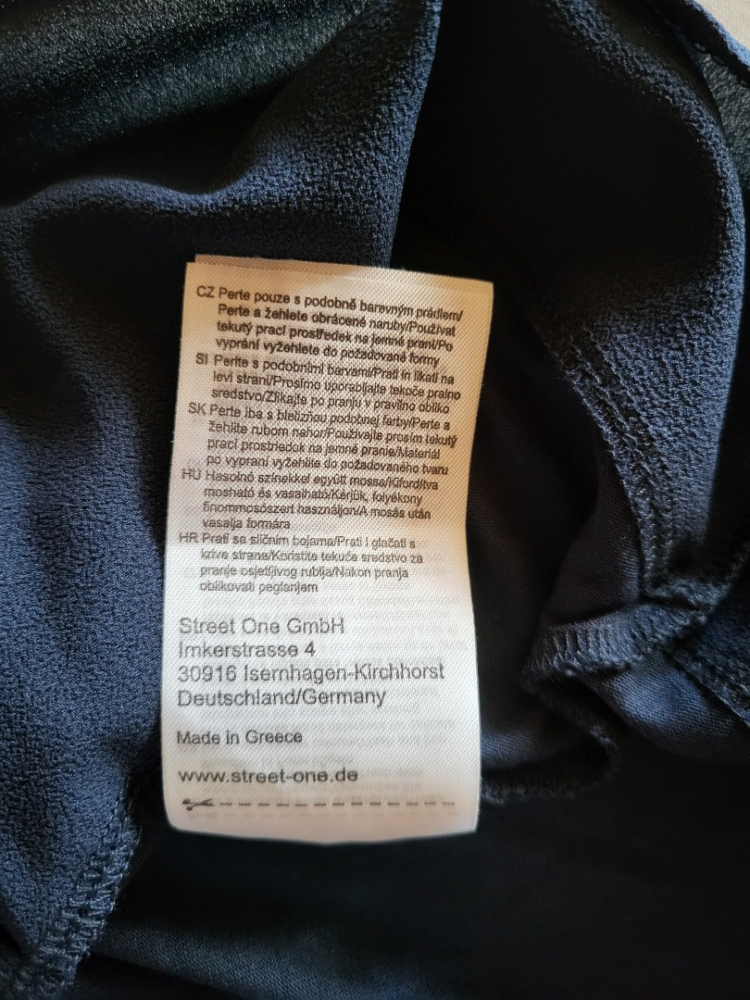 CZ Perte pouze s podobně barevným prádlem/
Perte a žehlete obrácené naruby/Používat
tekutý prací prostředek na jemné praní/Po
vyprání vyžehlete do požadované formy
SI Perite s podobnimi barvami/Prati in likati na
levi strani/Prosimo uporabljajte tekoče pralno
sredstvo/Zlikajte po pranju v pravilno obliko
SK Perte iba s bielizňou podobnej farby/Perte a
žehlite rubom nahor/Používajte prosím tekutý
prací prostriedok na jemné pranie/Materiál
po vypraní vyžehlite do požadovaného tvaru
HU Hasolnó színekkel együtt mossa/Kifordítva
mosható és vasalható/Kérjük, folyékony
finommosószert használjon/A mosás után
vasalja formára
HR Prati sa sličnim bojama/Prati i glačati s
krive strane/Koristite tekuće sredstvo za
pranje osjetljivog rublja/Nakon pranja
oblikovati peglanjem
Street One GmbH
Imkerstrasse 4
30916 Isernhagen-Kirchhorst
Deutschland/Germany
Made in Greece
www.street-one.de